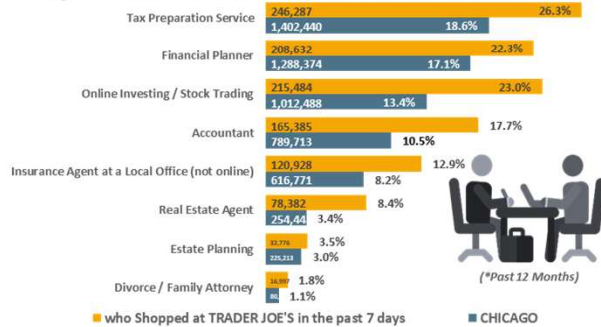 Tax Preparation Service
246,287 26.3%
1,402,440 18.6%
Financial Planner
208,632 22.3%
1,288,374 17.1%
Online Investing / Stock Trading
215,484 23.0%
1,012,488 13.4%
Accountant
165,385 17.7%
789,713 10.5%
Insurance Agent at a Local Office (not online)
120,928 12.9%
616,771 8.2%
Real Estate Agent
78,382 8.4%
254,44 3.4%
Estate Planning
32,776 3.5%
225,213 3.0%
Divorce / Family Attorney
1.8%
80, 1.1%
(*Past 12 Months)
who Shopped at TRADER JOE'S in the past 7 days
CHICAGO